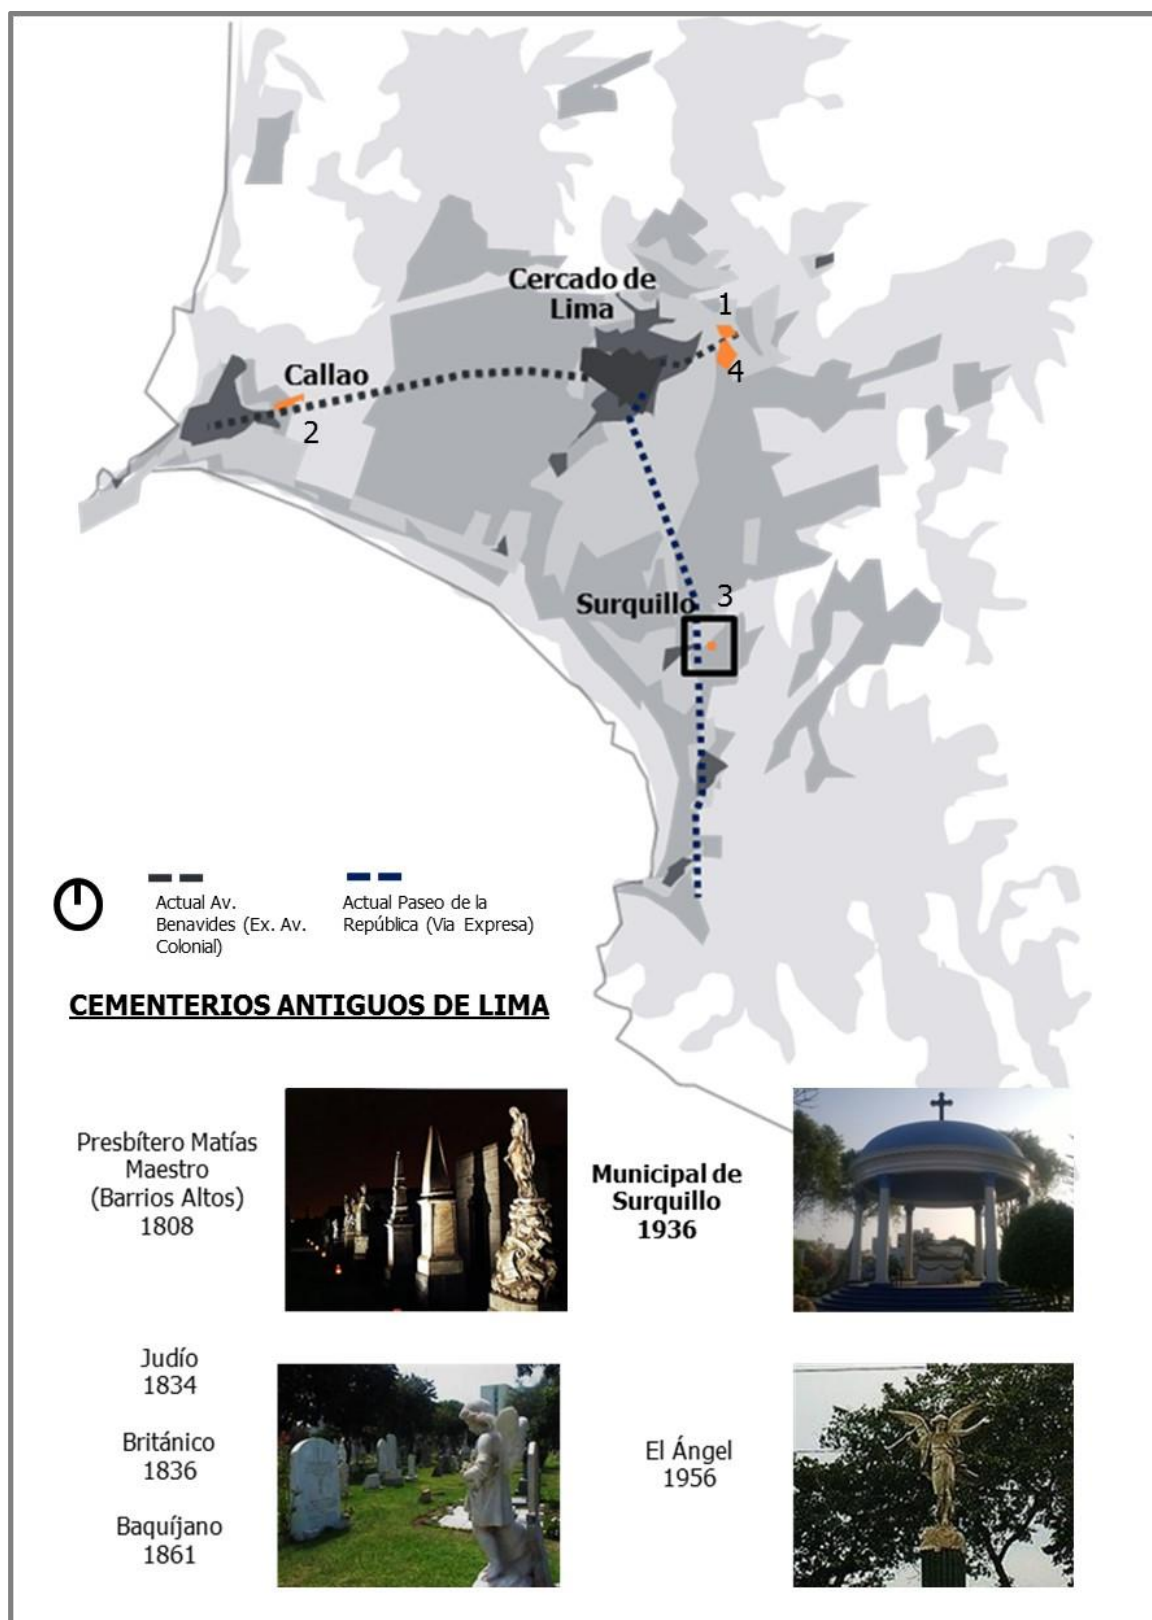 Cercado de
Lima
1
4
Callao
2
Surquillo
3
Actual Av.
Benavides (Ex. Av.
Colonial)
Actual Paseo de la
República (Via Expresa)
CEMENTERIOS ANTIGUOS DE LIMA
Presbítero Matías
Maestro
(Barrios Altos)
1808
Municipal de
Surquillo
1936
Judío
1834
Británico
1836
Baquíjano
1861
El Ángel
1956